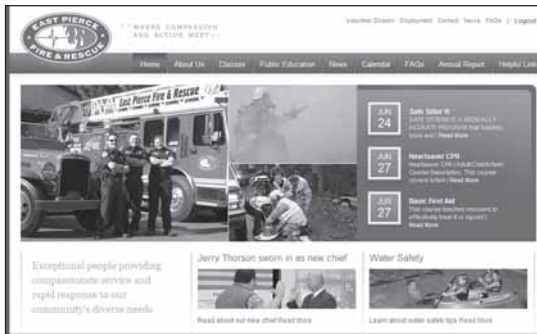 EAST PIERCE
FIRE & RESCUE
"WHERE COMPASSION
AND ACTION MEET"
Volunteer Division Employment Contact News FAQs | Logout
Home About Us Classes Public Education News Calendar FAQs Annual Report Helpful Link
East Pierce Fire & Rescue
JUN
24
Safe Sitter ®
SAFE SITTER® IS A MEDICALLY
ACCURATE PROGRAM that teaches
| Read More
JUN
27
Heartsaver CPR
Heartsaver CPR
Course Description: This course
covers infant | Read More
JUN
27
Basic First Aid
This course teaches rescuers to
effectively treat ill or injured |
Read More
Exceptional people providing
compassionate service and
rapid response to our
community's diverse needs.
Jerry Thorson sworn in as new chief
Read about our new chief Read More
Water Safety
Learn about water safety tips Read More